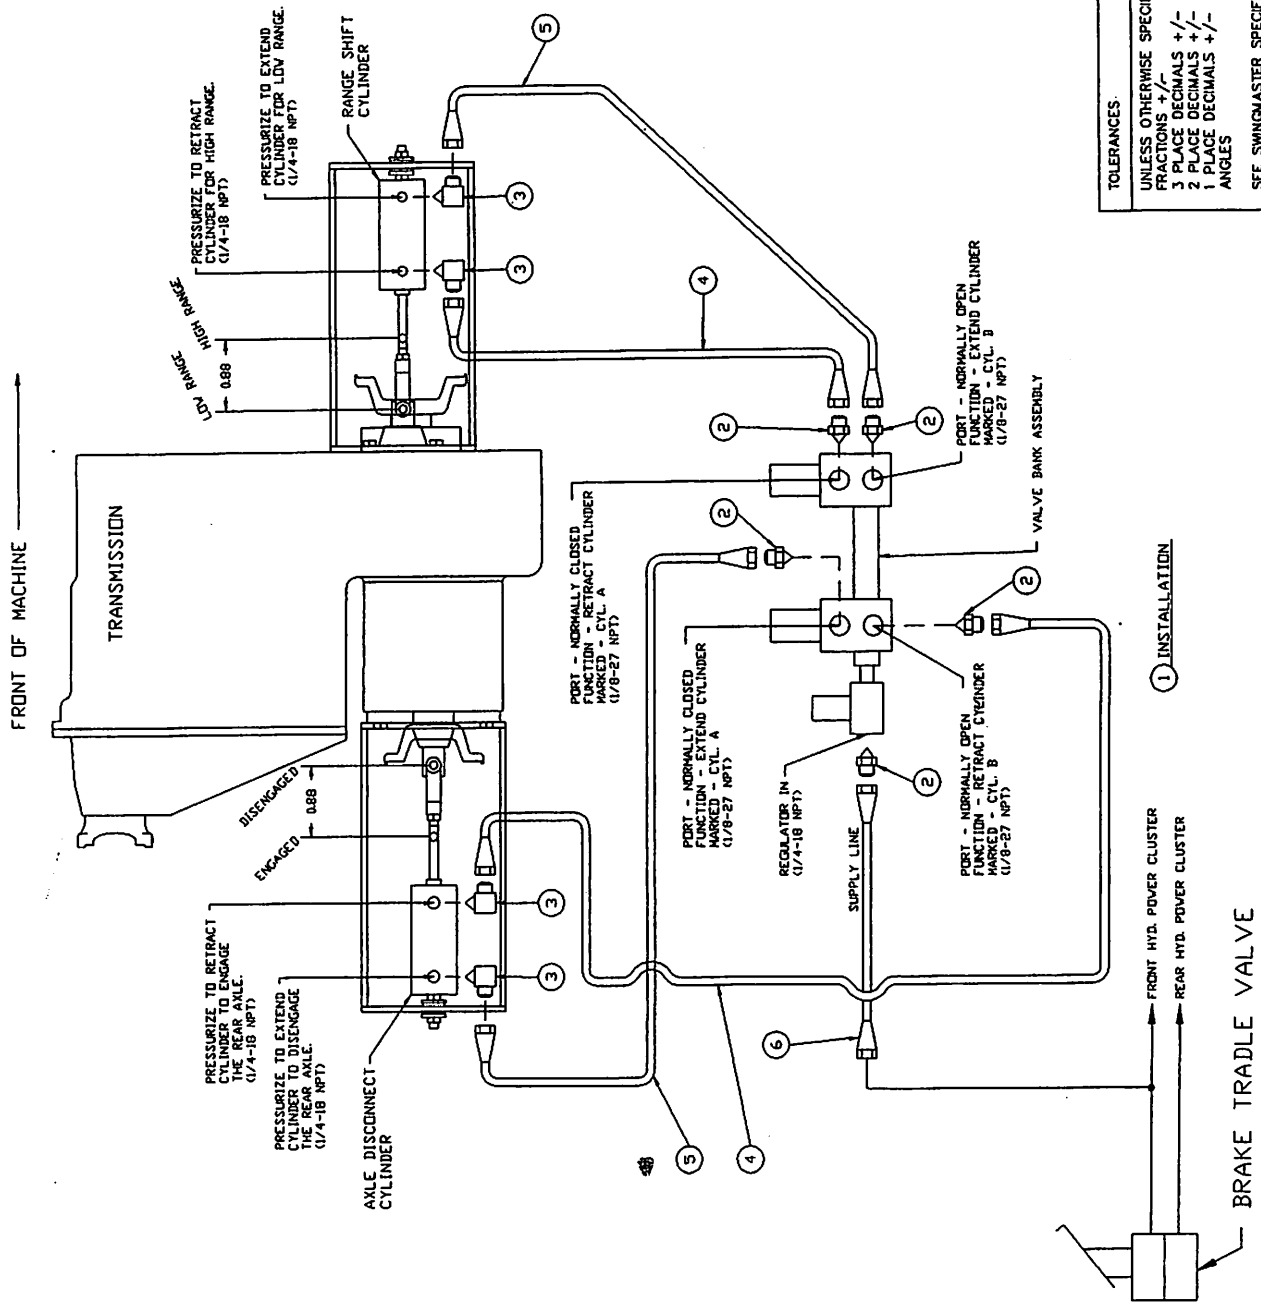 FRONT OF MACHINE
TRANSMISSION
LOW RANGE
HIGH RANGE
0.88
PRESSURIZE TO RETRACT
CYLINDER FOR HIGH RANGE.
(1/4-18 NPT)
PRESSURIZE TO EXTEND
CYLINDER FOR LOW RANGE.
(1/4-18 NPT)
RANGE SHIFT
CYLINDER
3
3
5
4
DISENGAGED
ENGAGED
0.88
PRESSURIZE TO RETRACT
CYLINDER TO ENGAGE
THE REAR AXLE.
(1/4-18 NPT)
PRESSURIZE TO EXTEND
CYLINDER TO DISENGAGE
THE REAR AXLE.
(1/4-18 NPT)
AXLE DISCONNECT
CYLINDER
3
3
5
4
PORT - NORMALLY CLOSED
FUNCTION - RETRACT CYLINDER
MARKED - CYL. A
(1/8-27 NPT)
2
2
2
PORT - NORMALLY OPEN
FUNCTION - EXTEND CYLINDER
MARKED - CYL. B
(1/8-27 NPT)
VALVE BANK ASSEMBLY
PORT - NORMALLY CLOSED
FUNCTION - EXTEND CYLINDER
MARKED - CYL. A
(1/8-27 NPT)
REGULATOR IN
(1/4-18 NPT)
SUPPLY LINE
2
2
PORT - NORMALLY OPEN
FUNCTION - RETRACT CYLINDER
MARKED - CYL. B
(1/8-27 NPT)
6
1 INSTALLATION
FRONT HYD. POWER CLUSTER
REAR HYD. POWER CLUSTER
BRAKE TRADLE VALVE
TOLERANCES
UNLESS OTHERWISE SPECI
FRACTIONS +/-
3 PLACE DECIMALS +/-
2 PLACE DECIMALS +/-
1 PLACE DECIMALS +/-
ANGLES
SEE SWINGMASTER SPECIF